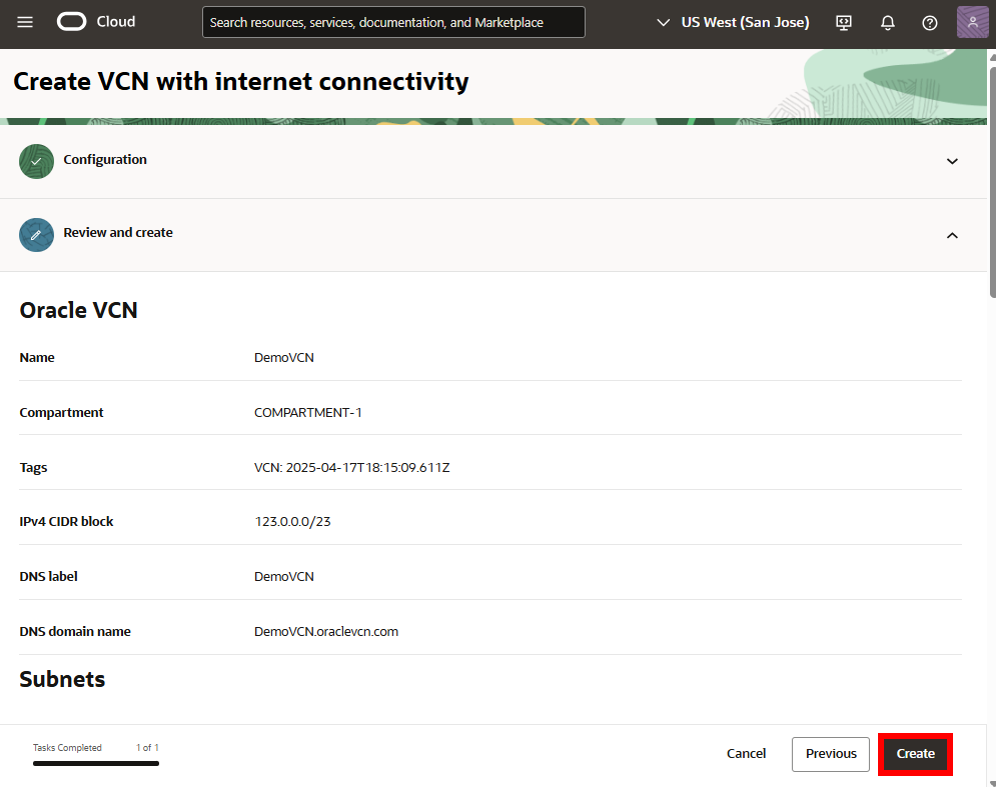 Cloud
Search resources, services, documentation, and Marketplace
US West (San Jose)
Create VCN with internet connectivity
Configuration
Review and create
Oracle VCN
Name DemoVCN
Compartment COMPARTMENT-1
Tags VCN: 2025-04-17T18:15:09.611Z
IPv4 CIDR block 123.0.0.0/23
DNS label DemoVCN
DNS domain name DemoVCN.oraclevcn.com
Subnets
Tasks Completed 1 of 1
Cancel Previous Create